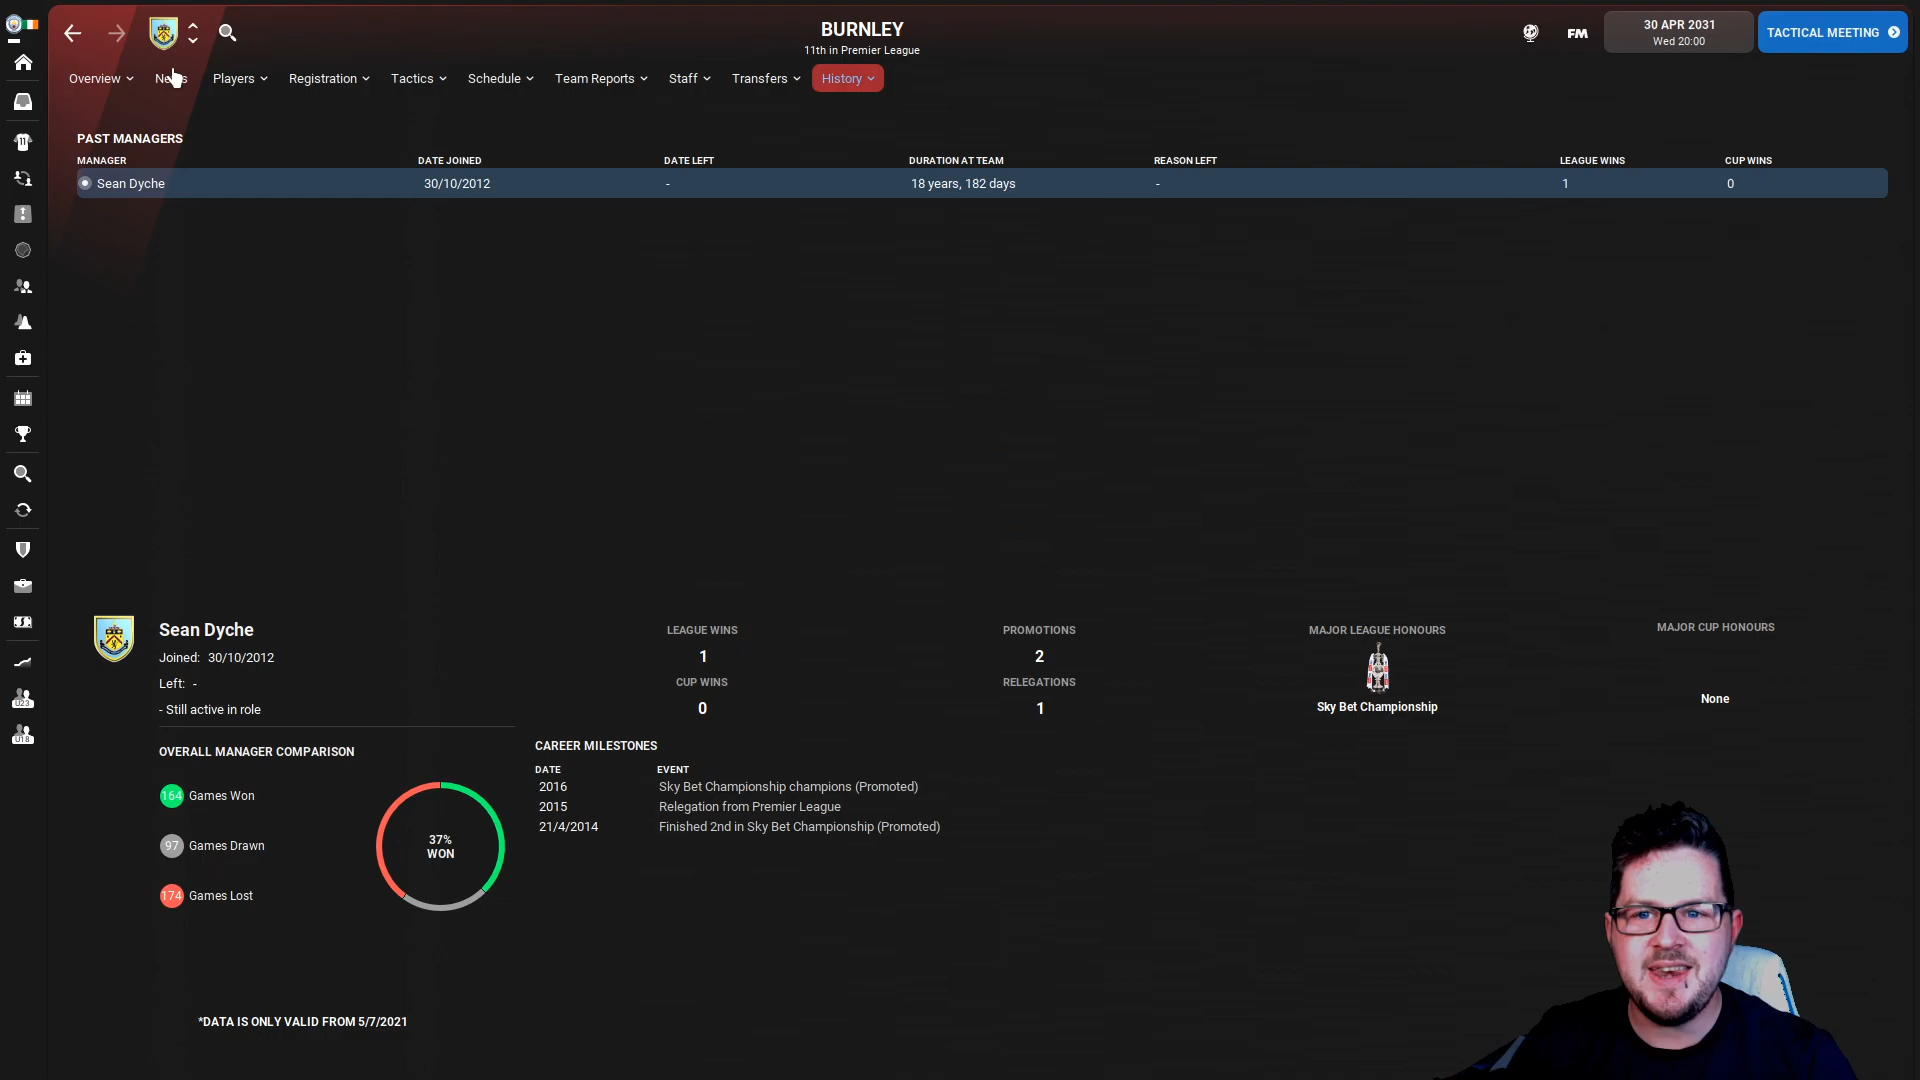 BURNLEY
11th in Premier League
FM
30 APR 2031
Wed 20:00
TACTICAL MEETING
Overview
Players
Registration
Tactics
Schedule
Team Reports
Staff
Transfers
History
PAST MANAGERS
MANAGER DATE JOINED DATE LEFT DURATION AT TEAM REASON LEFT LEAGUE WINS CUP WINS
Sean Dyche 30/10/2012 - 18 years, 182 days - 1 0
Sean Dyche
Joined: 30/10/2012
Left: -
- Still active in role
LEAGUE WINS
1
CUP WINS
0
PROMOTIONS
2
RELEGATIONS
1
MAJOR LEAGUE HONOURS
Sky Bet Championship
MAJOR CUP HONOURS
None
OVERALL MANAGER COMPARISON
164 Games Won
97 Games Drawn
174 Games Lost
37%
WON
CAREER MILESTONES
DATE EVENT
2016 Sky Bet Championship champions (Promoted)
2015 Relegation from Premier League
21/4/2014 Finished 2nd in Sky Bet Championship (Promoted)
*DATA IS ONLY VALID FROM 5/7/2021
11
U23
U18